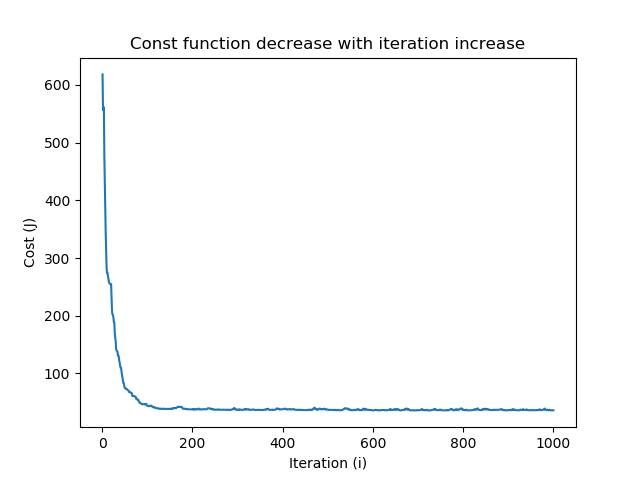 Const function decrease with iteration increase
600
500
400
300
200
100
Cost (J)
0 200 400 600 800 1000
Iteration (i)